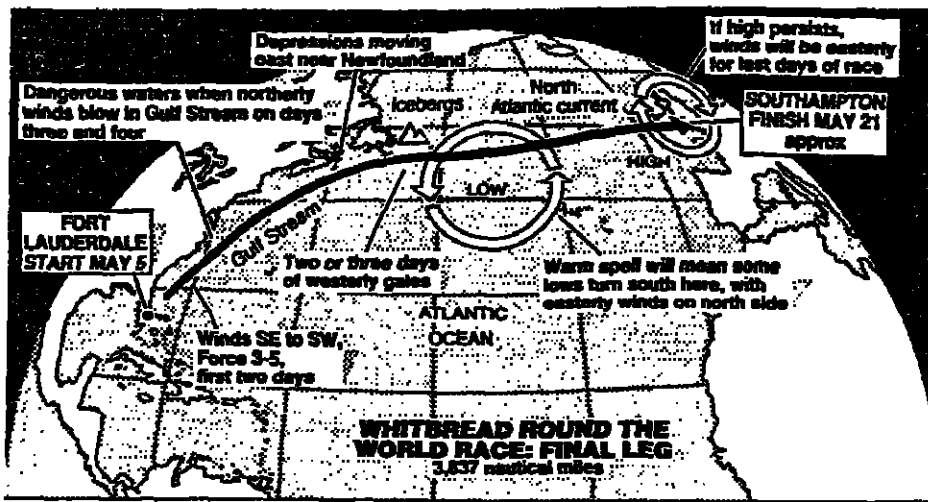 Depressions moving
east near Newfoundland
If high persists,
winds will be easterly
for last days of race
Dangerous waters when northerly
winds blow in Gulf Stream on days
three and four
Icebergs
North
Atlantic current
SOUTHAMPTON
FINISH MAY 21
approx
HIGH
LOW
FORT
LAUDERDALE
START MAY 5
Gulf Stream
Two or three days
of westerly gales
Warm spell will mean some
lows turn south here, with
easterly winds on north side
ATLANTIC
OCEAN
Winds SE to SW,
Force 3-5,
first two days
WHITBREAD ROUND THE
WORLD RACE: FINAL LEG
3,837 nautical miles